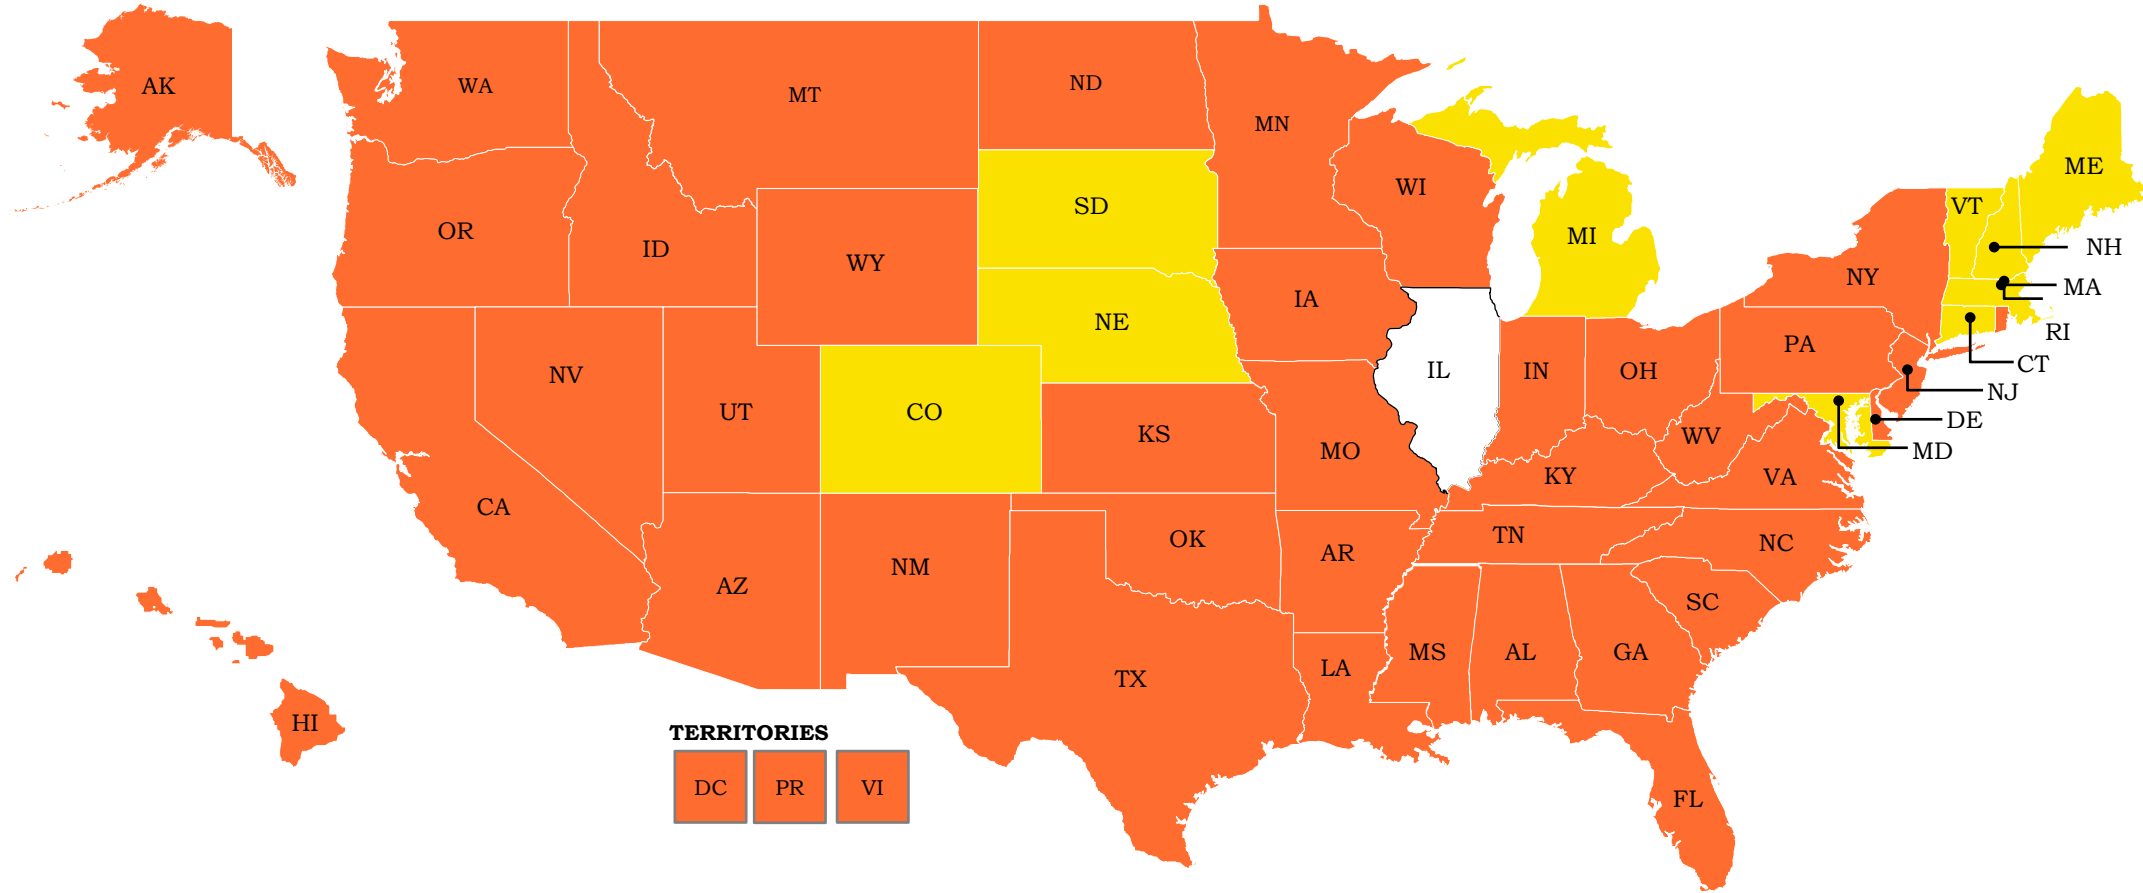 AK
WA
MT
ND
MN
WI
MI
ME
VT
NH
OR
ID
WY
SD
NY
MA
RI
IA
NE
PA
CT
NV
UT
CO
KS
MO
IL
IN
OH
NJ
DE
MD
WV
VA
KY
CA
AZ
NM
OK
AR
TN
NC
SC
TX
LA
MS
AL
GA
FL
HI
TERRITORIES
DC
PR
VI